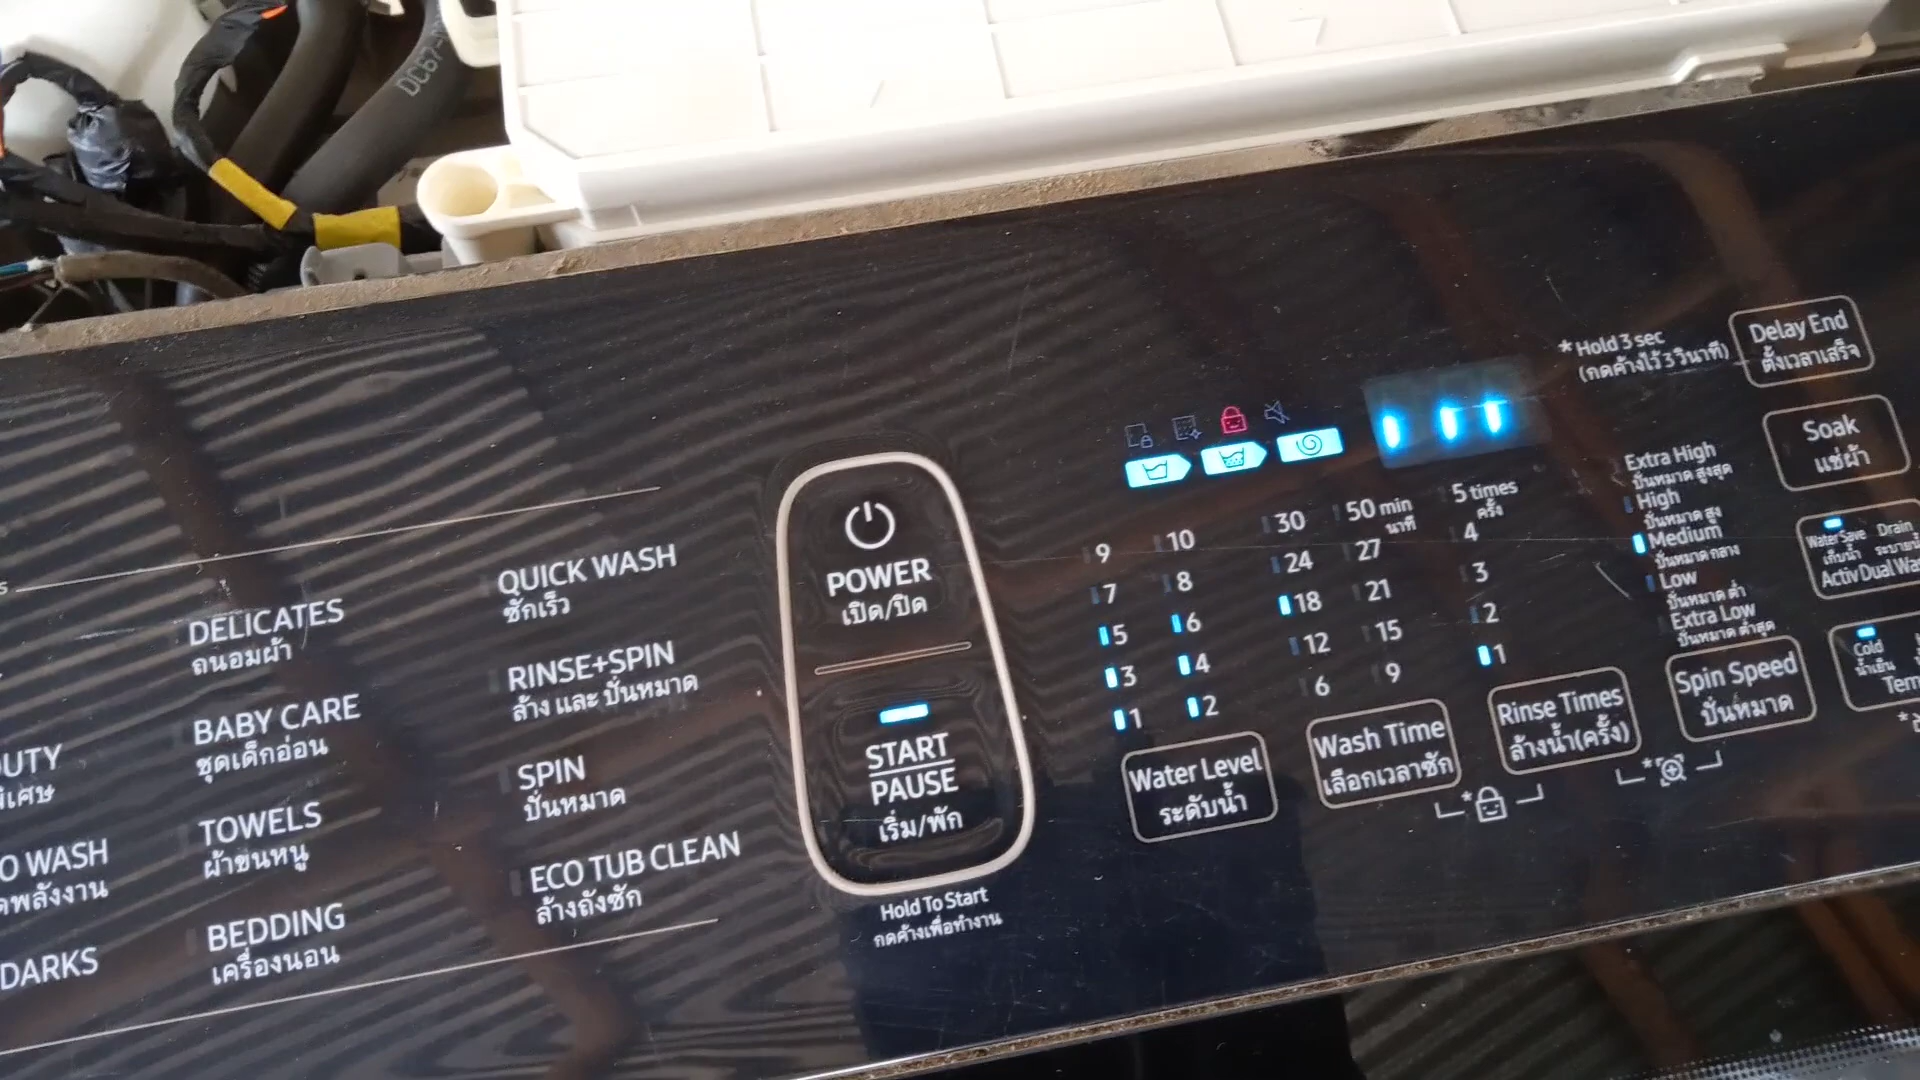 DC67-
DELICATES
ถนอมผ้า
BABY CARE
ชุดเด็กอ่อน
TOWELS
ผ้าขนหนู
BEDDING
เครื่องนอน
DARKS
QUICK WASH
ซักเร็ว
RINSE+SPIN
ล้าง และ ปั่นหมาด
SPIN
ปั่นหมาด
ECO TUB CLEAN
ล้างถังซัก
POWER
เปิด/ปิด
START
PAUSE
เริ่ม/พัก
Hold To Start
กดค้างเพื่อทำงาน
9 10
7 8
5 6
3 4
1 2
Water Level
ระดับน้ำ
30 50 min
นาที
24 27
18 21
12 15
6 9
Wash Time
เลือกเวลาซัก
5 times
ครั้ง
4
3
2
1
Rinse Times
ล้างน้ำ(ครั้ง)
* Hold 3 sec
(กดค้างไว้ 3 วินาที)
Extra High
ปั่นหมาด สูงสุด
High
ปั่นหมาด สูง
Medium
ปั่นหมาด กลาง
Low
ปั่นหมาด ต่ำ
Extra Low
ปั่นหมาด ต่ำสุด
Spin Speed
ปั่นหมาด
Delay End
ตั้งเวลาเสร็จ
Soak
แช่ผ้า
Water Save Drain
เก็บน้ำ
Activ Dual
Cold
น้ำเย็น